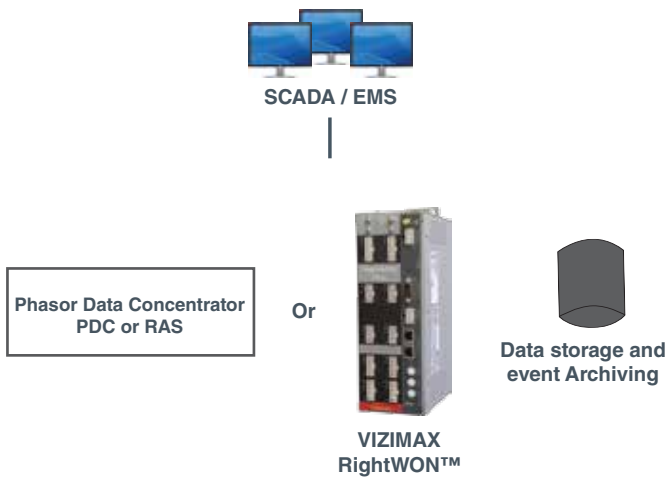 SCADA / EMS
Phasor Data Concentrator
PDC or RAS
Or
VIZIMAX
RightWON™
Data storage and
event Archiving